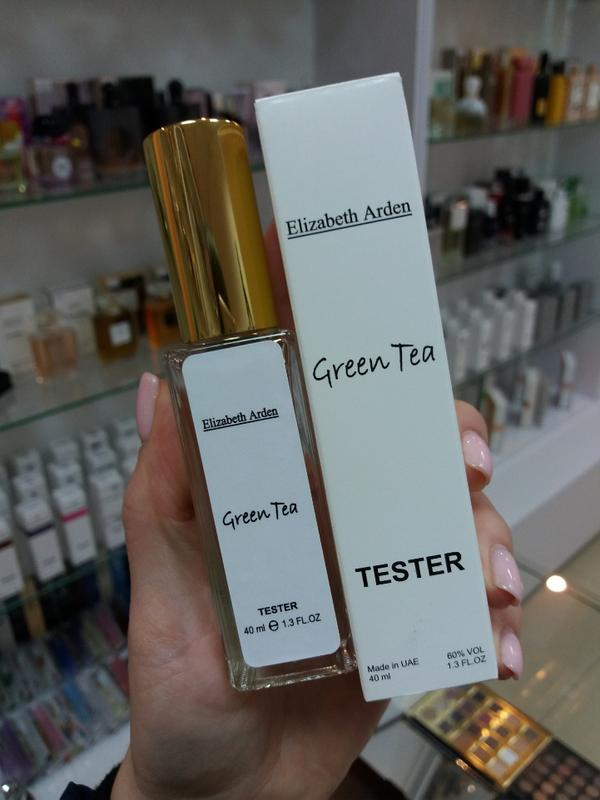 Elizabeth Arden
Green Tea
TESTER
40 ml ℮ 1.3 FL.OZ
Elizabeth Arden
Green Tea
TESTER
Made in UAE
40 ml
60% VOL
1.3 FL.OZ